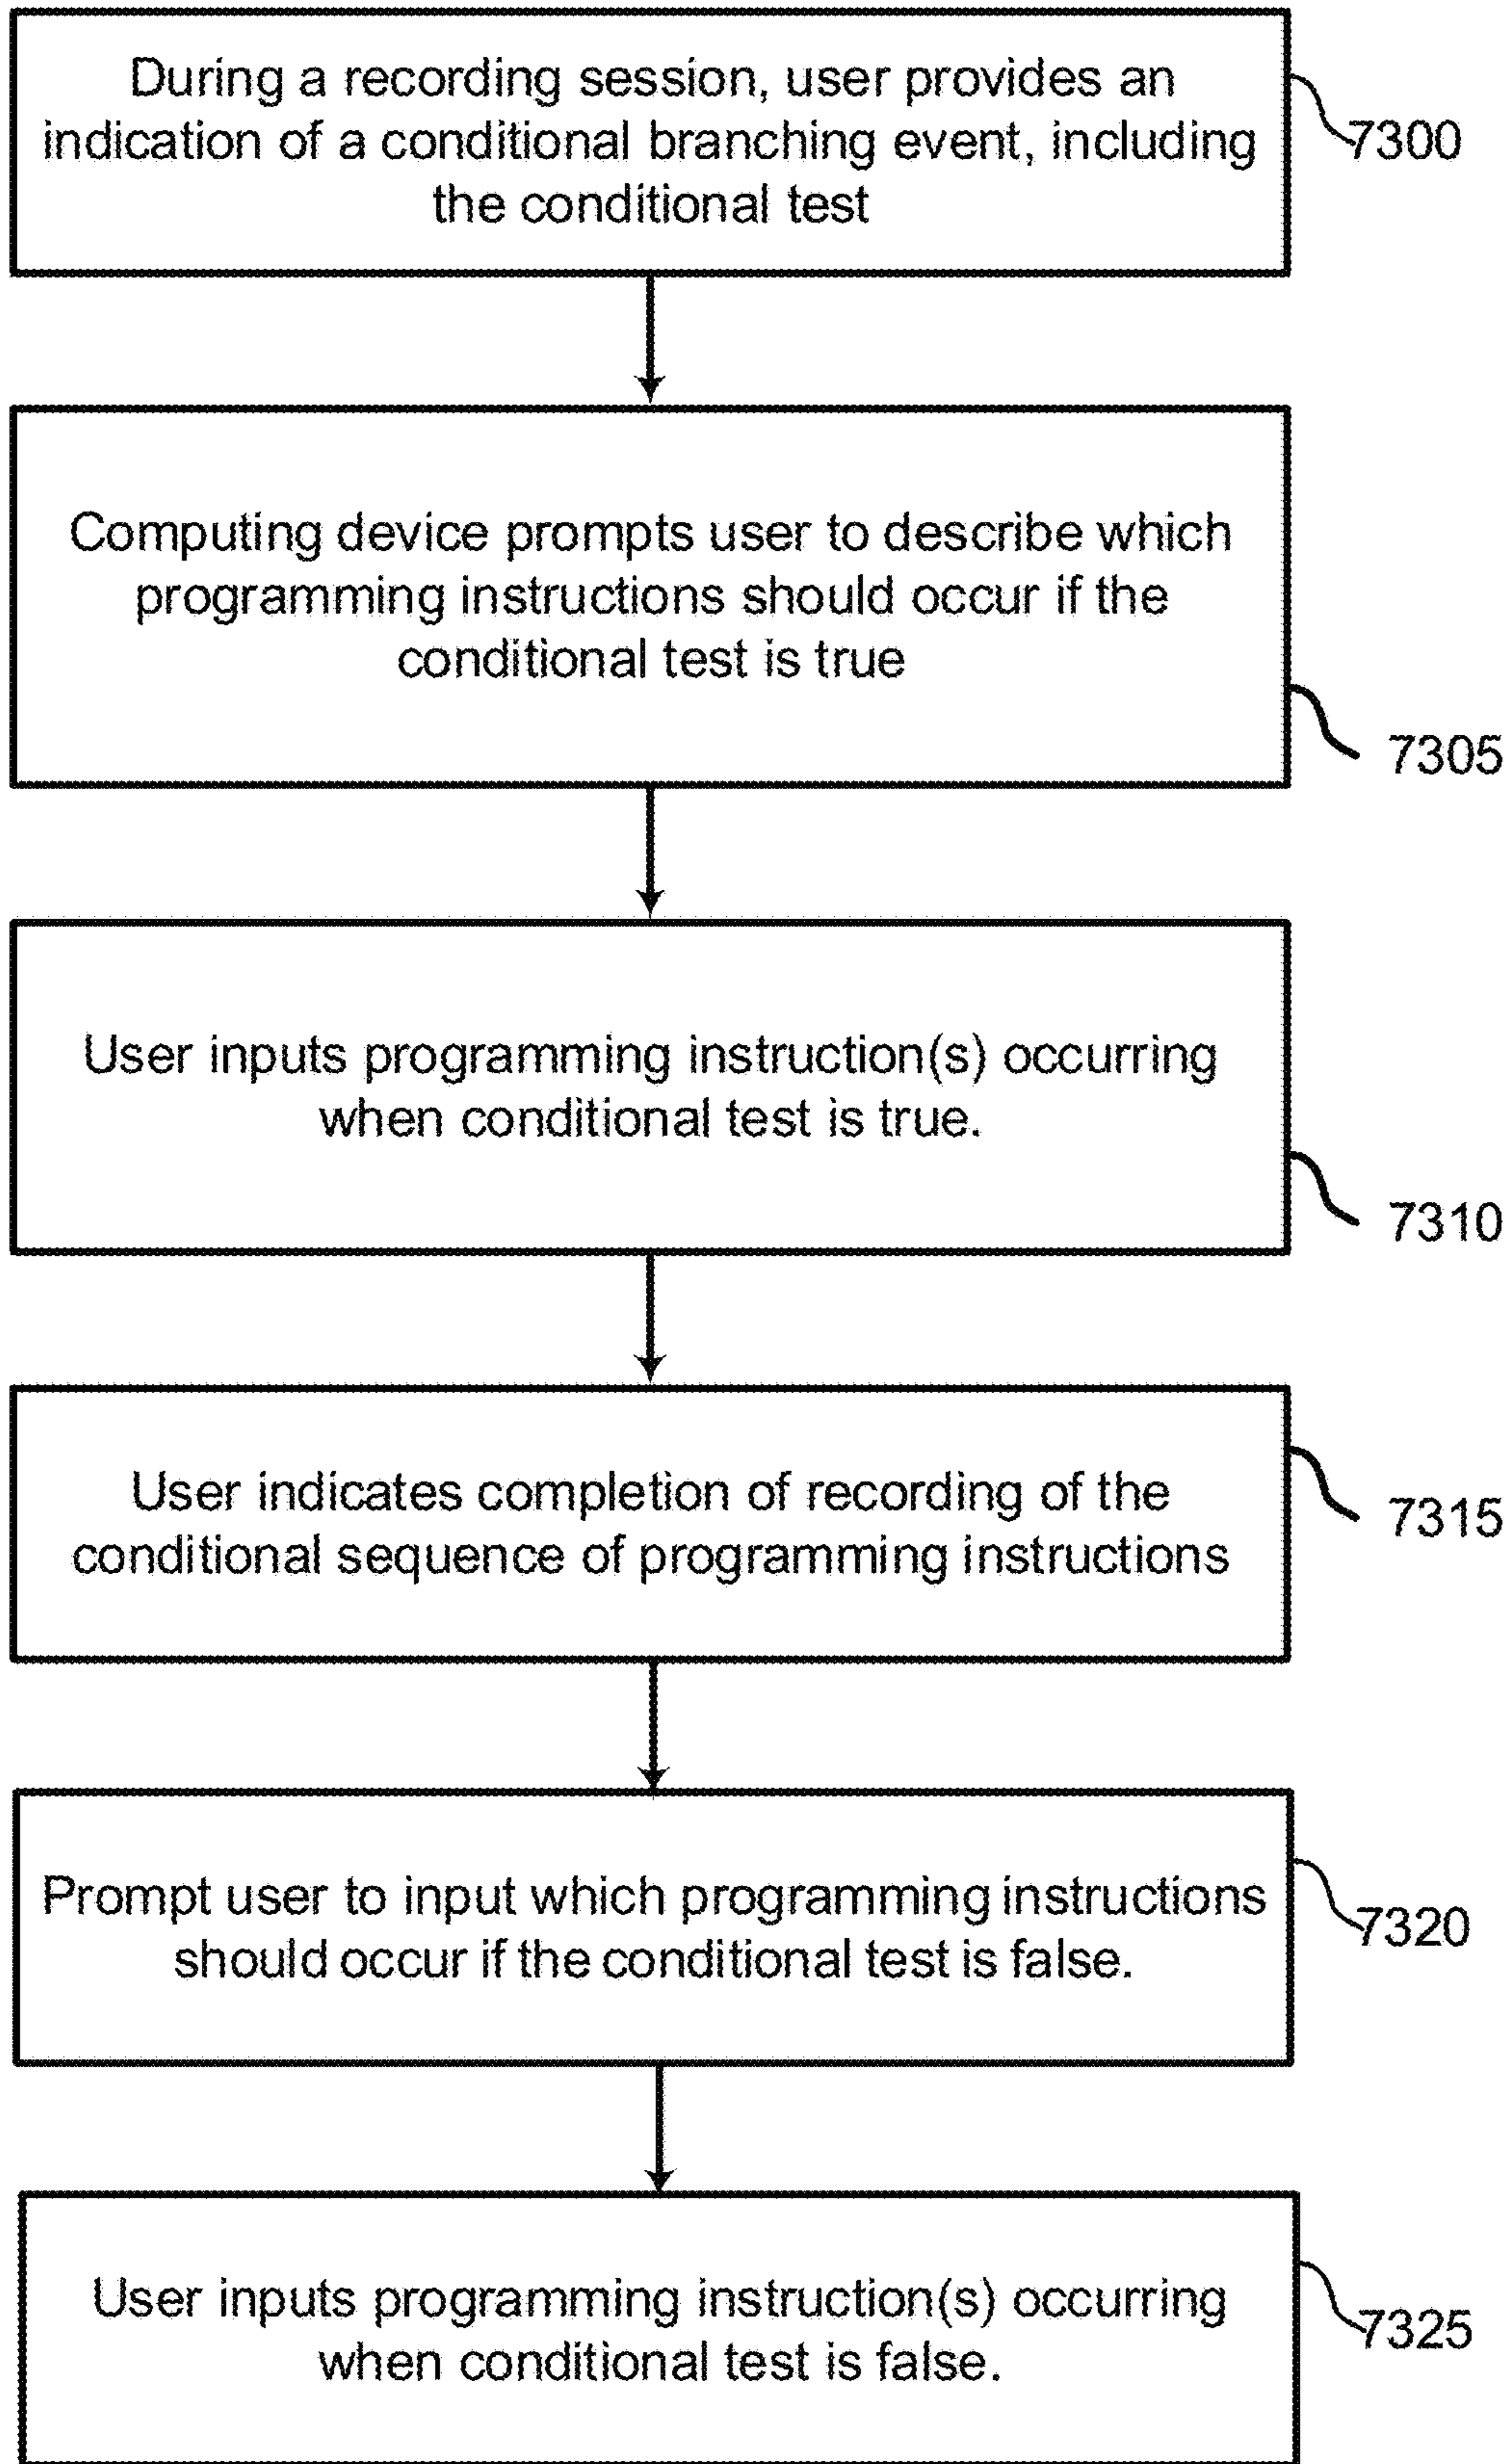 During a recording session, user provides an
indication of a conditional branching event, including
the conditional test
7300
Computing device prompts user to describe which
programming instructions should occur if the
conditional test is true
7305
User inputs programming instruction(s) occurring
when conditional test is true.
7310
User indicates completion of recording of the
conditional sequence of programming instructions
7315
Prompt user to input which programming instructions
should occur if the conditional test is false.
7320
User inputs programming instruction(s) occurring
when conditional test is false.
7325